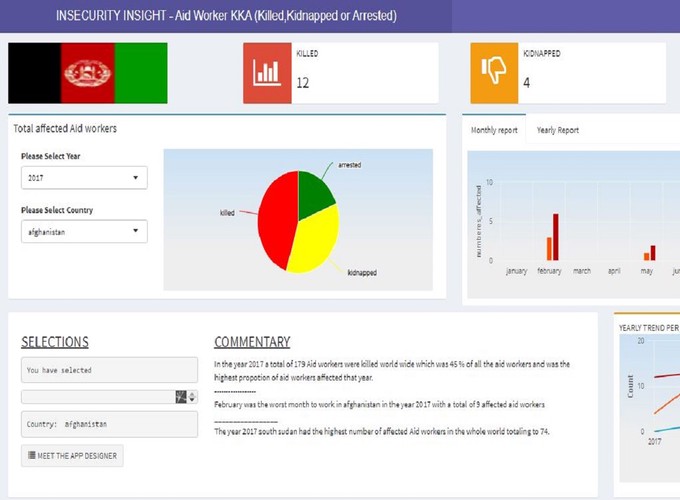 INSECURITY INSIGHT - Aid Worker KKA (Killed,Kidnapped or Arrested)
KILLED
12
KIDNAPPED
4
Total affected Aid workers
Please Select Year
2017
Please Select Country
afghanistan
arrested
killed
kidnapped
Monthly report
Yearly Report
numberes_affected
10
5
0
january
february
march
april
may
jun
SELECTIONS
You have selected
Country: afghanistan
MEET THE APP DESIGNER
COMMENTARY
In the year 2017 a total of 179 Aid workers were killed world wide which was 45 % of all the aid workers and was the
highest propotion of aid workers affected that year.
-----------------
February was the worst month to work in afghanistan in the year 2017 with a total of 9 affected aid workers
___________________
The year 2017 south sudan had the highest number of affected Aid workers in the whole world totaling to 74.
YEARLY TREND PER
Count
20
10
0
2017